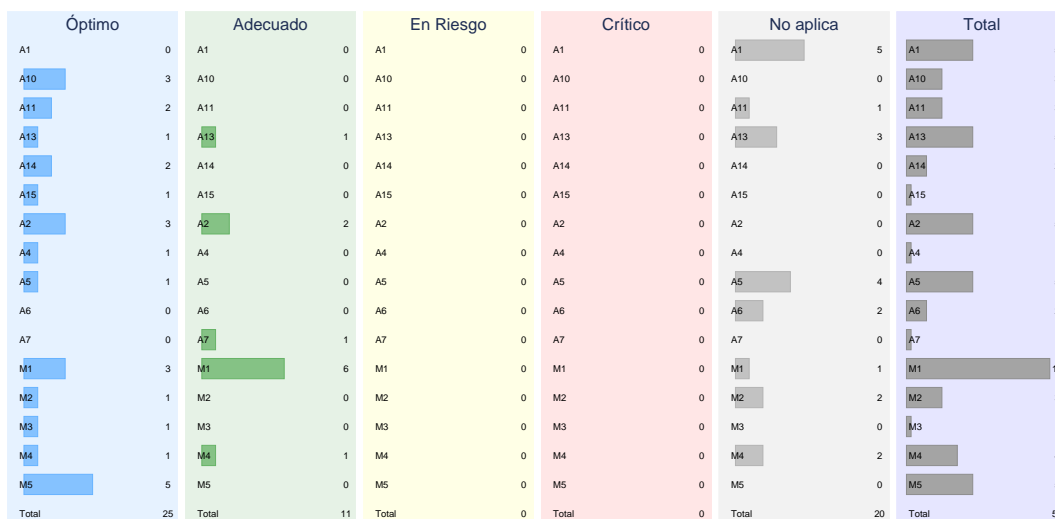 Óptimo Adecuado En Riesgo Crítico No aplica Total
A1 0 A1 0 A1 0 A1 0 A1 5 A1
A10 3 A10 0 A10 0 A10 0 A10 0 A10
A11 2 A11 0 A11 0 A11 0 A11 1 A11
A13 1 A13 1 A13 0 A13 0 A13 3 A13
A14 2 A14 0 A14 0 A14 0 A14 0 A14
A15 1 A15 0 A15 0 A15 0 A15 0 A15
A2 3 A2 2 A2 0 A2 0 A2 0 A2
A4 1 A4 0 A4 0 A4 0 A4 0 A4
A5 1 A5 0 A5 0 A5 0 A5 4 A5
A6 0 A6 0 A6 0 A6 0 A6 2 A6
A7 0 A7 1 A7 0 A7 0 A7 0 A7
M1 3 M1 6 M1 0 M1 0 M1 1 M1
M2 1 M2 0 M2 0 M2 0 M2 2 M2
M3 1 M3 0 M3 0 M3 0 M3 0 M3
M4 1 M4 1 M4 0 M4 0 M4 2 M4
M5 5 M5 0 M5 0 M5 0 M5 0 M5
Total 25 Total 11 Total 0 Total 0 Total 20 Total